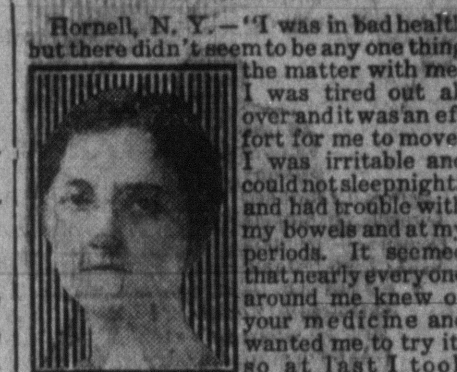 Hornell, N. Y.—"I was in bad health
but there didn't seem to be any one thing
the matter with me
I was tired out al
over and it was an ef
fort for me to move
I was irritable and
could not sleep night
and had trouble with
my bowels and at my
periods. It seemed
that nearly every one
around me knew o
your medicine and
wanted me to try it
so at last I took